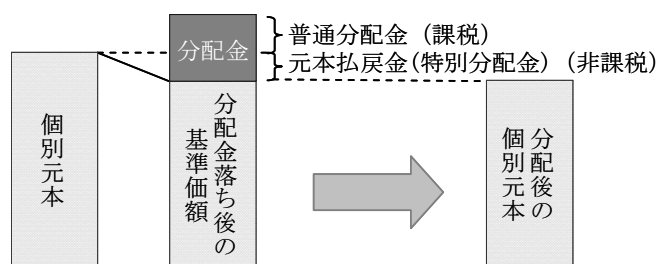 分配金
普通分配金（課税）
元本払戻金(特別分配金)（非課税）
個別元本
分配金落ち後の
基準価額
分配後の
個別元本